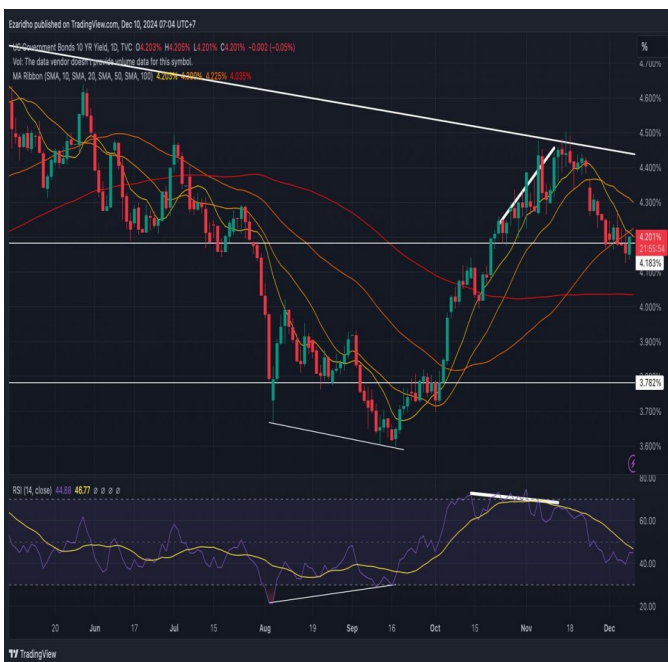 Ezaridho published on TradingView.com, Dec 10, 2024 07:04 UTC+7
US Government Bonds 10 YR Yield, 1D, TVC O4.203% H4.205% L4.201% C4.201% -0.002 (-0.05%)
Vol: The data vendor doesn't provide volume data for this symbol.
MA Ribbon (SMA, 10, SMA, 20, SMA, 50, SMA, 100) 4.203% 4.290% 4.225% 4.035%
%
4.700%
4.600%
4.500%
4.400%
4.300%
4.201%
21:55:54
4.183%
4.100%
4.000%
3.900%
3.800%
3.782%
3.700%
3.600%
RSI (14, close) 44.88 46.77 ø ø ø ø
80.00
60.00
40.00
20.00
20 Jun 17 Jul 15 Aug 19 Sep 16 Oct 15 Nov 18 Dec
TradingView